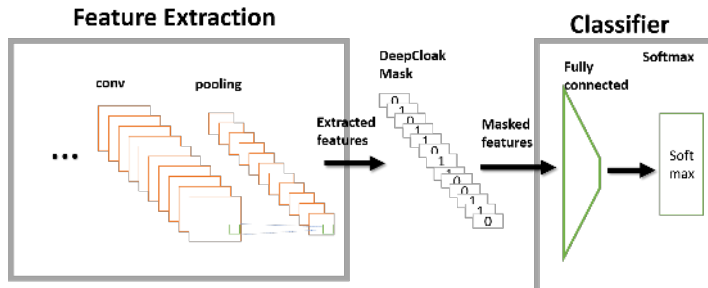 Feature Extraction
Classifier
conv
pooling
...
Extracted
features
DeepCloak
Mask
0
1
0
1
0
1
1
0
0
1
1
0
Masked
features
Fully
connected
Softmax
Soft
max